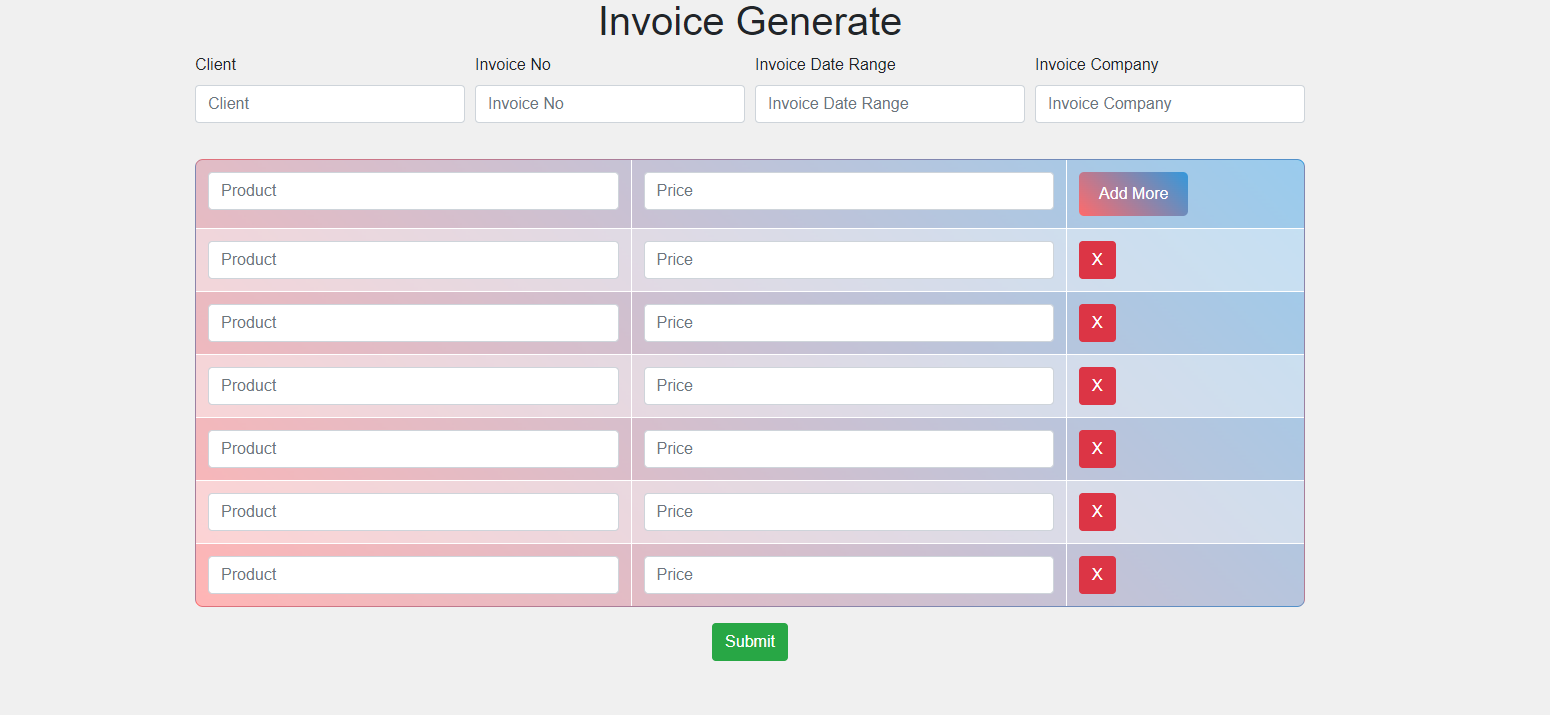 Invoice Generate
Client Invoice No Invoice Date Range Invoice Company
Client Invoice No Invoice Date Range Invoice Company
Product Price Add More
Product Price X
Product Price X
Product Price X
Product Price X
Product Price X
Product Price X
Submit